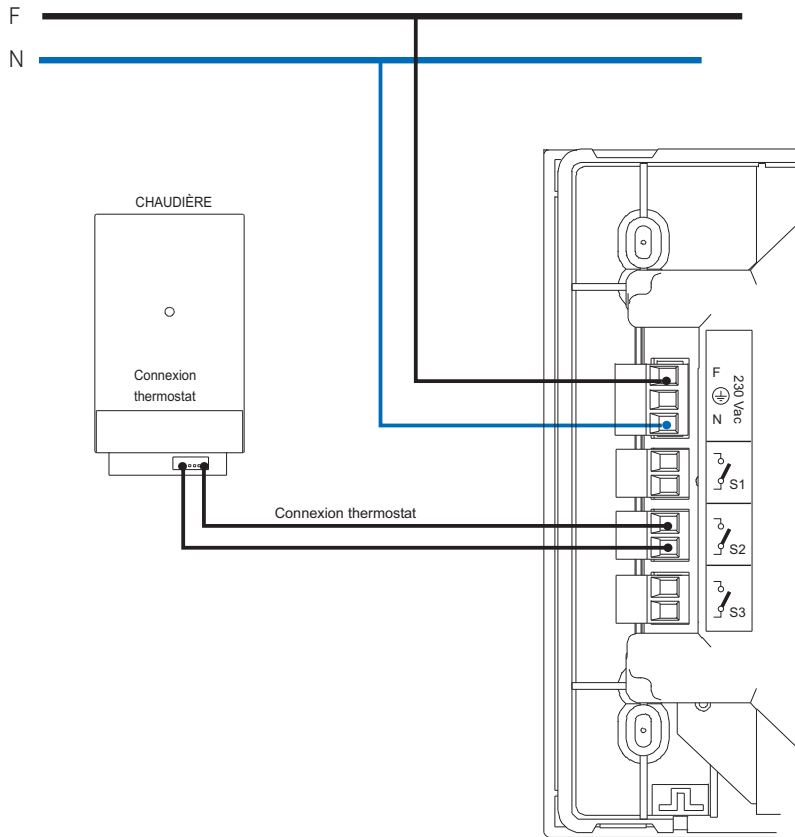 F
N
CHAUDIÈRE
Connexion
thermostat
Connexion thermostat
F
N
230 Vac
S1
S2
S3